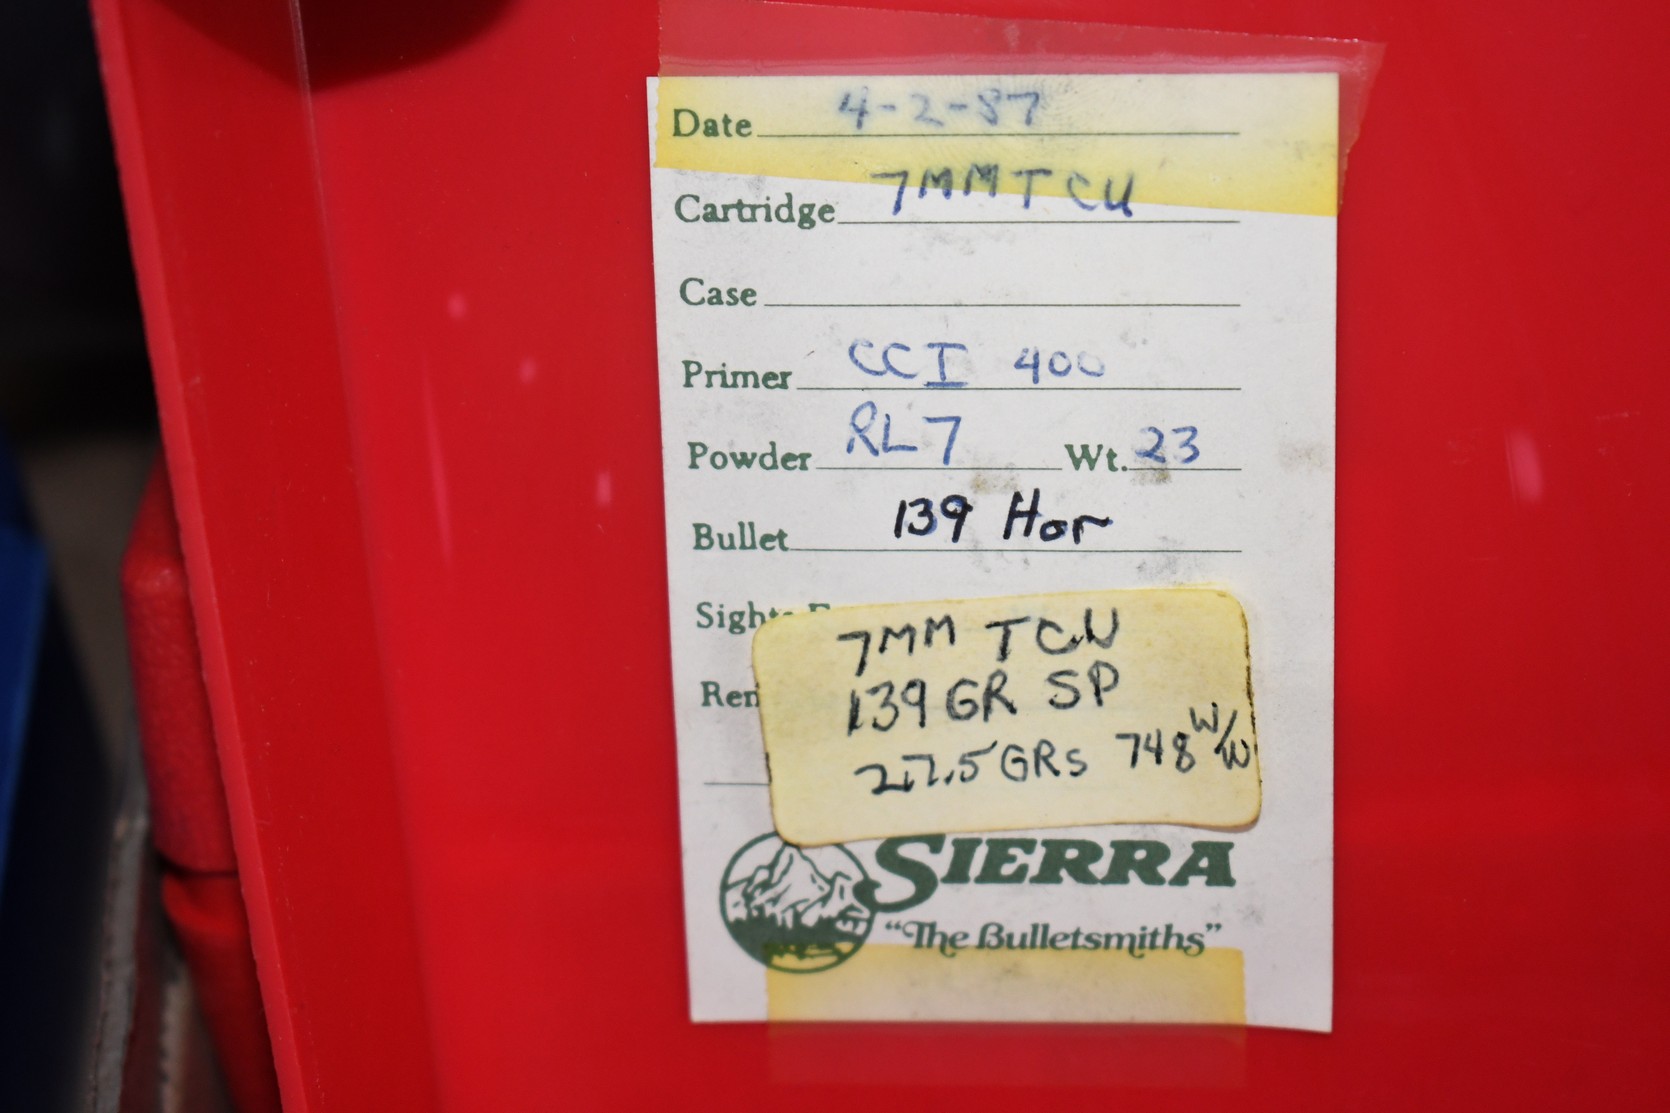 Date 4-2-87
Cartridge 7MM TCU
Case
Primer CCI 400
Powder RL7 Wt. 23
Bullet 139 Hor
Sights
7MM TCU
139 GR SP
27.5 GRs 748 W/W
SIERRA
"The Bulletsmiths"